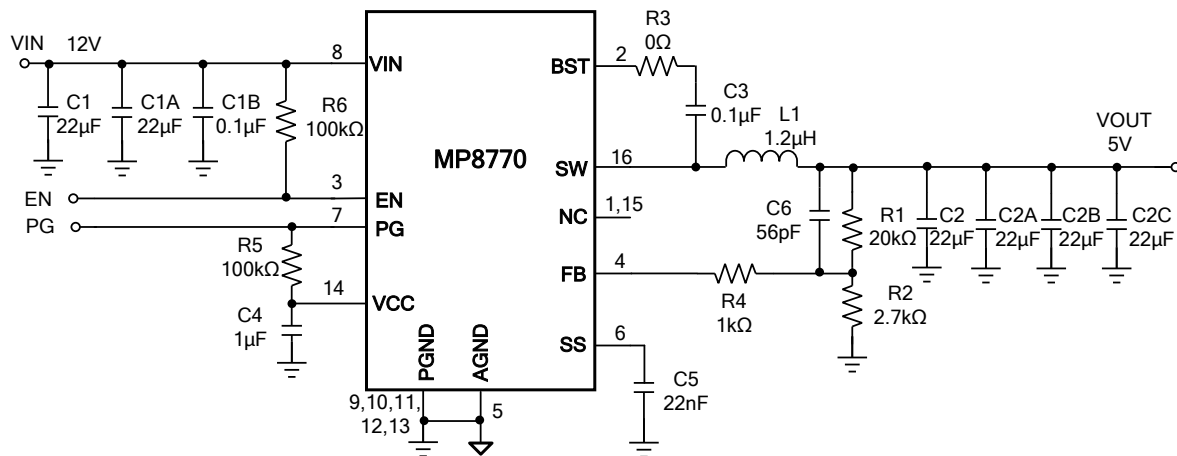 VIN
12V
C1
22μF
C1A
22μF
C1B
0.1μF
R6
100kΩ
EN
PG
R5
100kΩ
C4
1μF
8
VIN
3
EN
7
PG
14
VCC
MP8770
PGND
AGND
9,10,11,
12,13
5
BST
2
SW
16
NC
1,15
FB
4
SS
6
R3
0Ω
C3
0.1μF
L1
1.2μH
C6
56pF
R1
20kΩ
R4
1kΩ
R2
2.7kΩ
C5
22nF
C2
22μF
C2A
22μF
C2B
22μF
C2C
22μF
VOUT
5V